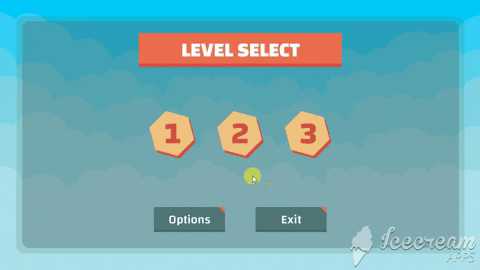 LEVEL SELECT
1 2 3
Options Exit
Icecream
APPS